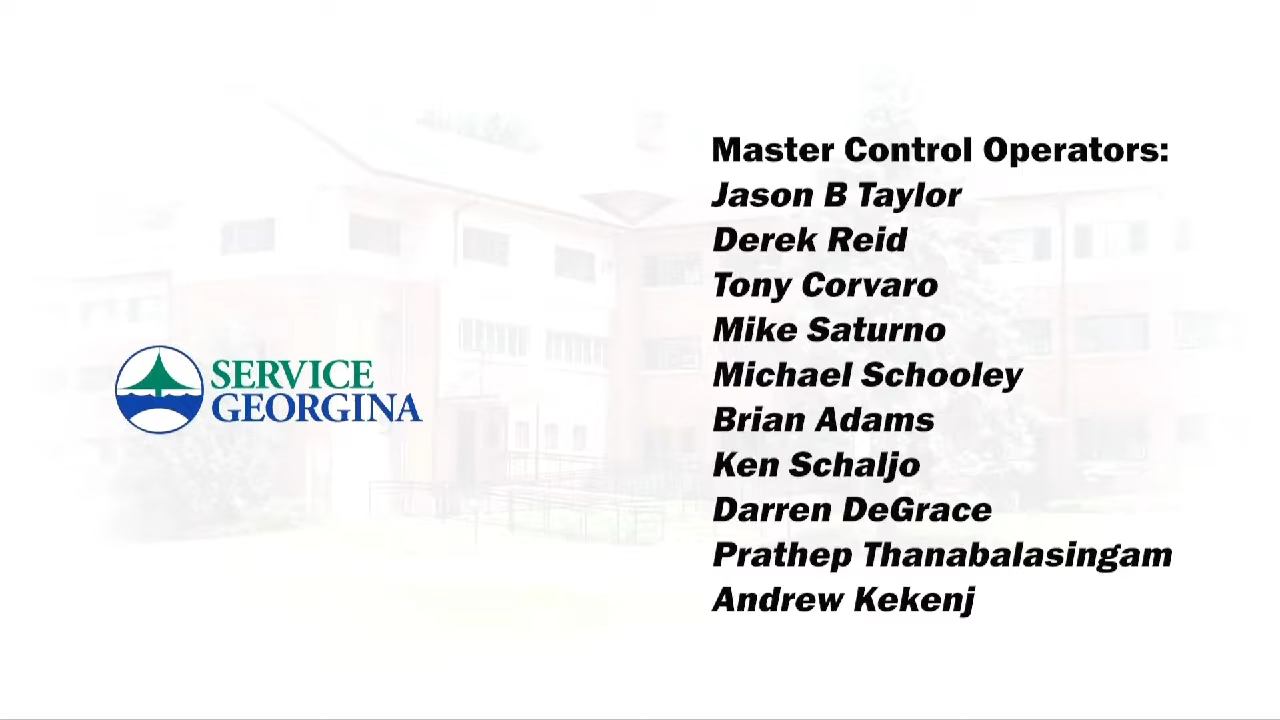 SERVICE
GEORGINA
Master Control Operators:
Jason B Taylor
Derek Reid
Tony Corvaro
Mike Saturno
Michael Schooley
Brian Adams
Ken Schaljo
Darren DeGrace
Prathep Thanabalasingam
Andrew Kekenj